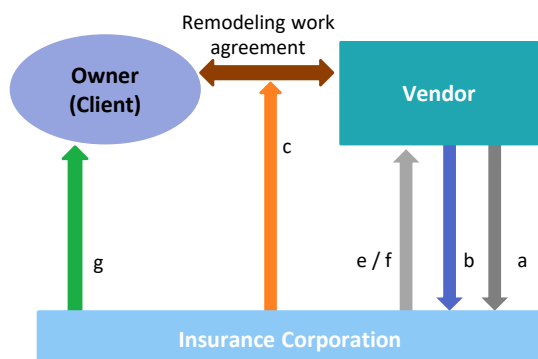 Remodeling work
agreement
Owner
(Client)
Vendor
c
g
e / f
b
a
Insurance Corporation